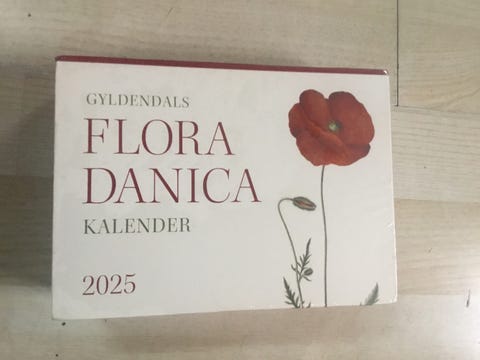 GYLDENDALS
FLORA
DANICA
KALENDER
2025